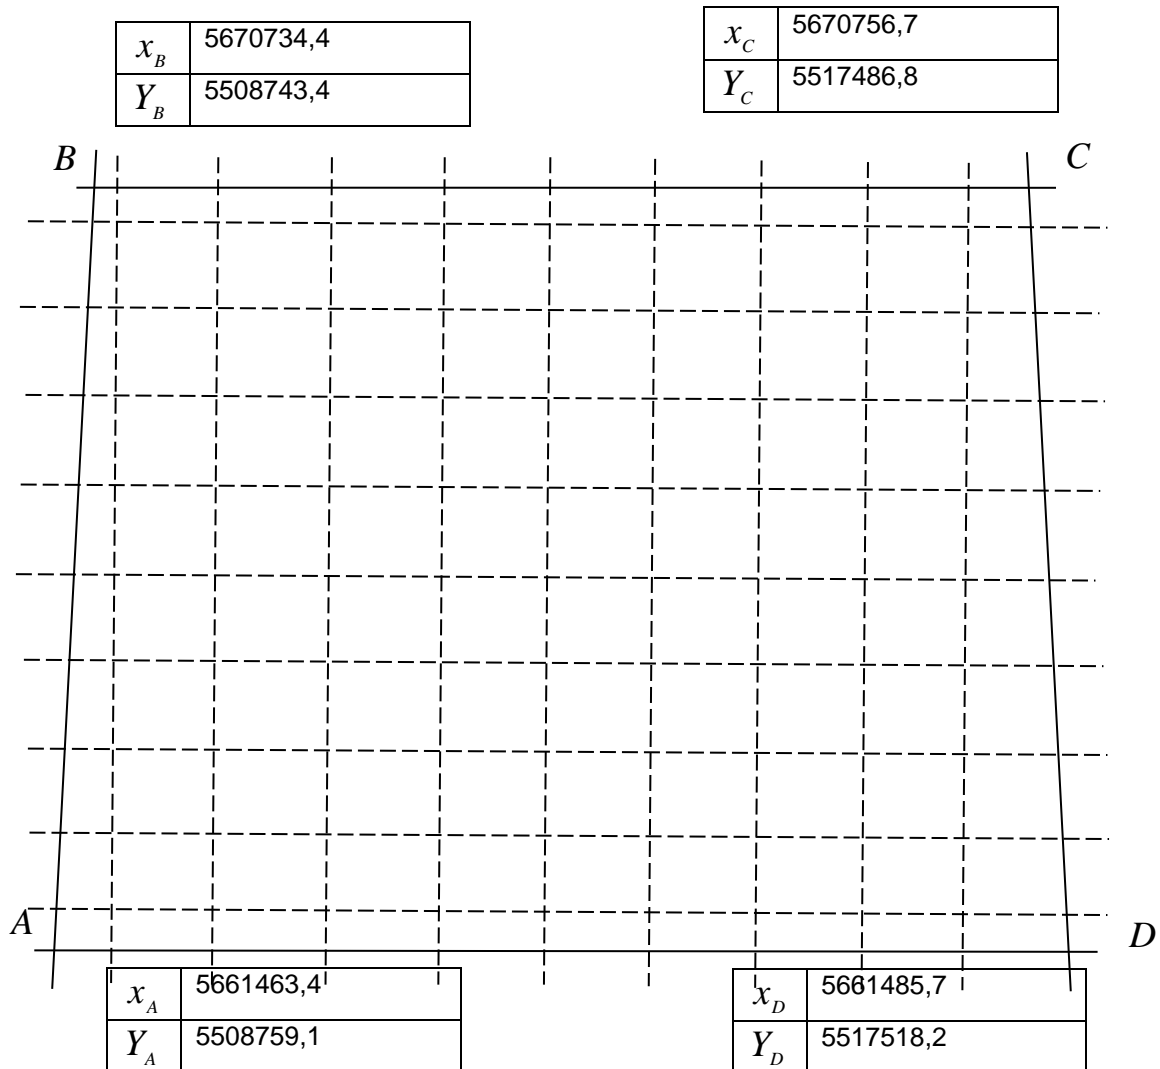 x_B 5670734,4
Y_B 5508743,4
x_C 5670756,7
Y_C 5517486,8
B
C
A
D
x_A 5661463,4
Y_A 5508759,1
x_D 5661485,7
Y_D 5517518,2